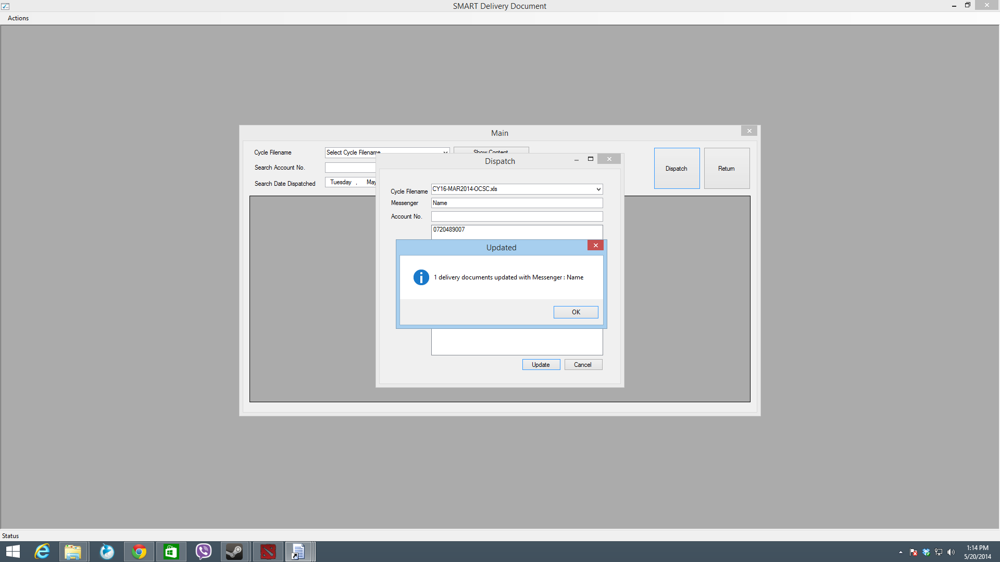 SMART Delivery Document
Actions
Main
Cycle Filename
Select Cycle Filename
Show Content
Search Account No.
Search Date Dispatched
Tuesday , May
Dispatch
Return
Dispatch
Cycle Filename
CY16-MAR2014-OCSC.xls
Messenger
Name
Account No.
0720489007
Updated
1 delivery documents updated with Messenger : Name
OK
Update
Cancel
Status
1:14 PM
5/20/2014